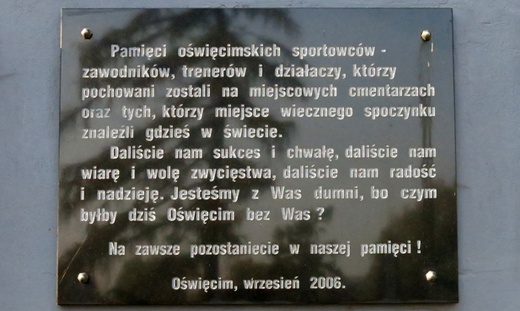 Pamięci oświęcimskich sportowców -
zawodników, trenerów i działaczy, którzy
pochowani zostali na miejscowych cmentarzach
oraz tych, którzy miejsce wiecznego spoczynku
znaleźli gdzieś w świecie.
Daliście nam sukces i chwałę, daliście nam
wiarę i wolę zwycięstwa, daliście nam radość
i nadzieję. Jesteśmy z Was dumni, bo czym
byłby dziś Oświęcim bez Was ?
Na zawsze pozostaniecie w naszej pamięci !
Oświęcim, wrzesień 2006.